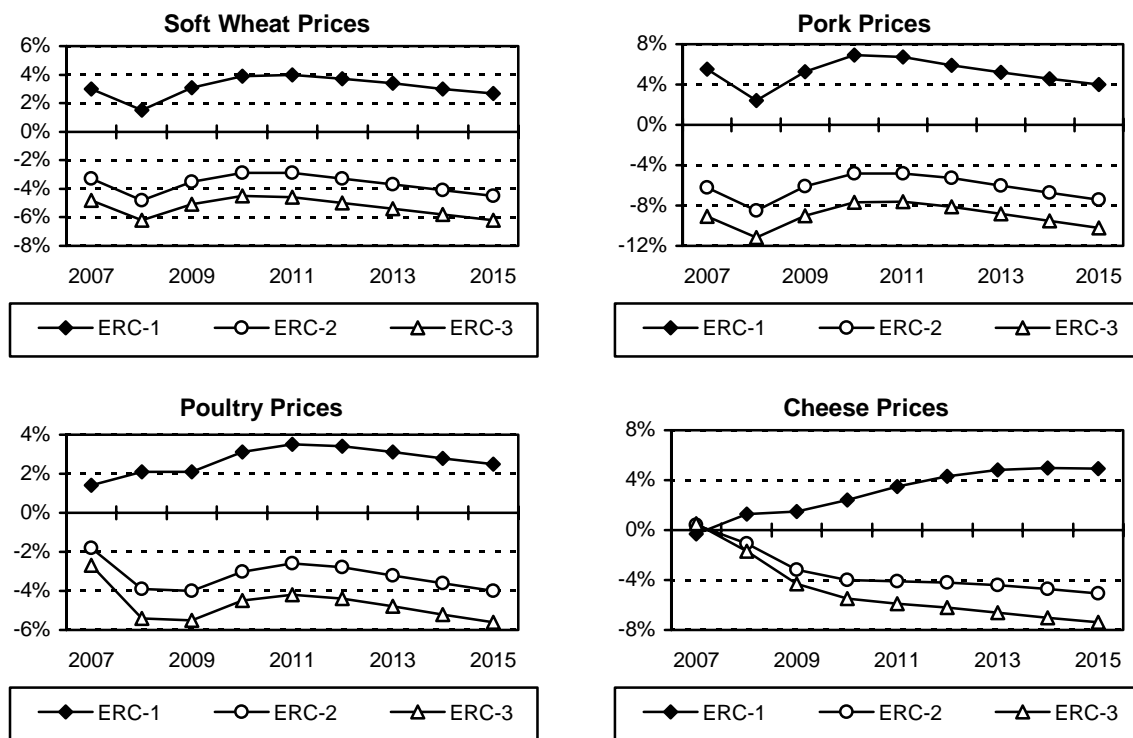 Soft Wheat Prices
6%
4%
2%
0%
-2%
-4%
-6%
-8%
2007 2009 2011 2013 2015
ERC-1 ERC-2 ERC-3
Pork Prices
8%
4%
0%
-4%
-8%
-12%
2007 2009 2011 2013 2015
ERC-1 ERC-2 ERC-3
Poultry Prices
4%
2%
0%
-2%
-4%
-6%
2007 2009 2011 2013 2015
ERC-1 ERC-2 ERC-3
Cheese Prices
8%
4%
0%
-4%
-8%
2007 2009 2011 2013 2015
ERC-1 ERC-2 ERC-3